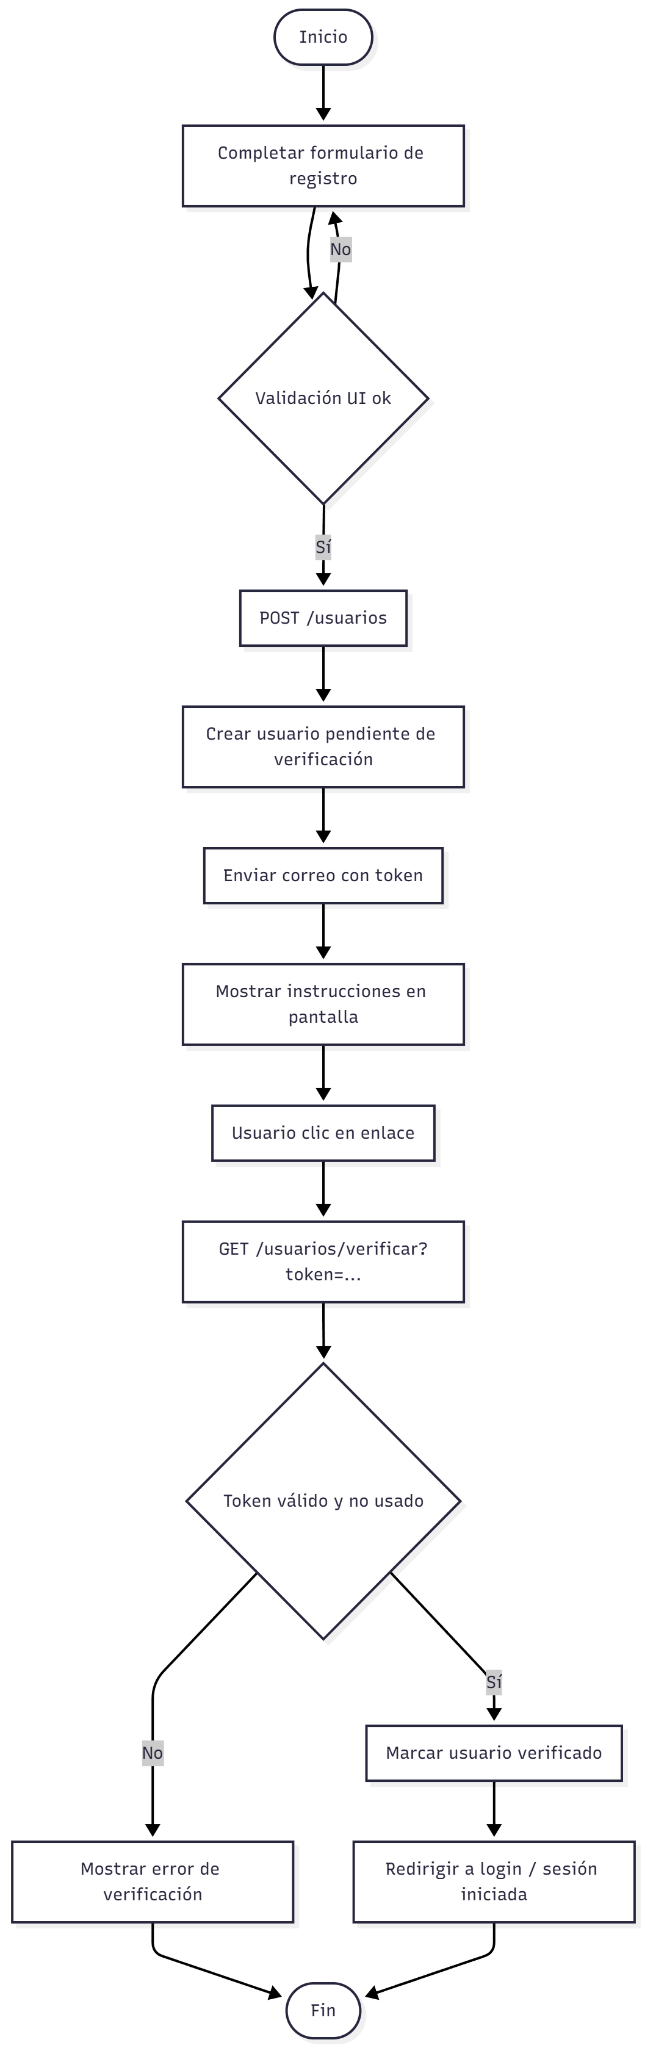 Inicio
Completar formulario de
registro
No
Validación UI ok
Sí
POST /usuarios
Crear usuario pendiente de
verificación
Enviar correo con token
Mostrar instrucciones en
pantalla
Usuario clic en enlace
GET /usuarios/verificar?
token=...
Token válido y no usado
Sí
No
Marcar usuario verificado
Mostrar error de
verificación
Redirigir a login / sesión
iniciada
Fin